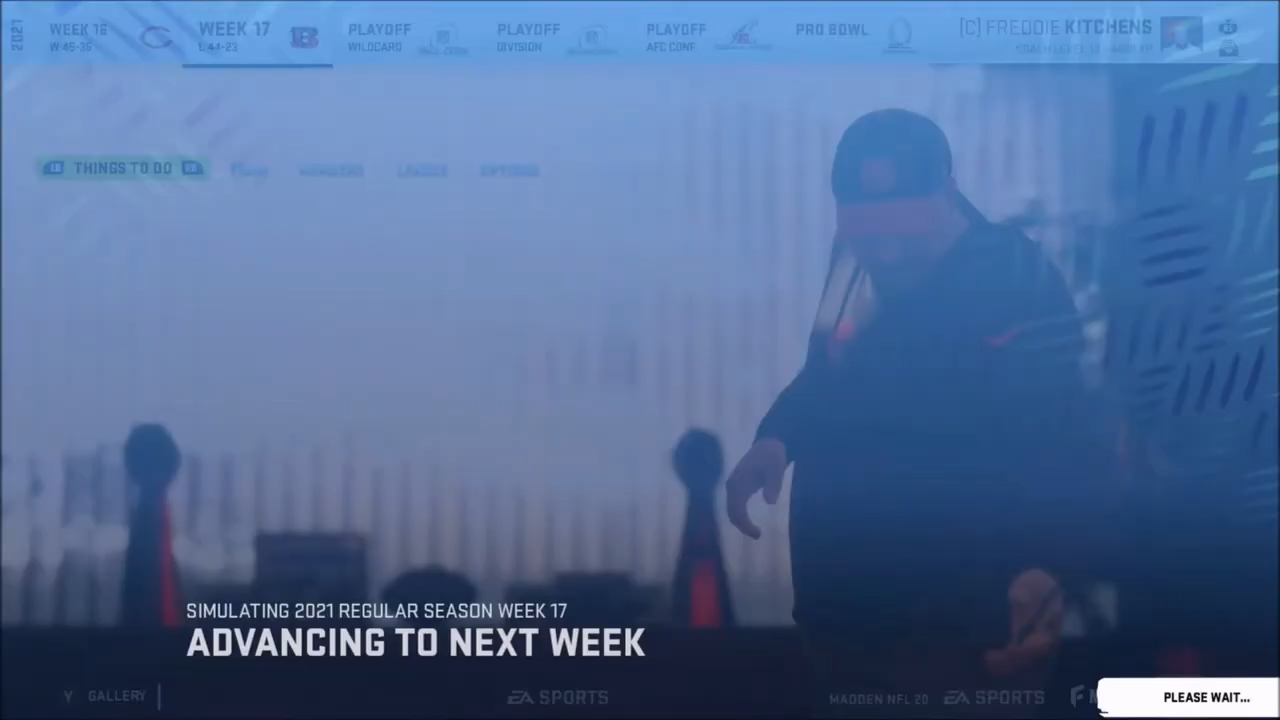 2021
WEEK 16
W 45-35
WEEK 17
L 44-23
PLAYOFF
WILDCARD
PLAYOFF
DIVISION
PLAYOFF
AFC CONF
PRO BOWL
[C] FREDDIE KITCHENS
THINGS TO DO
OPTIONS
SIMULATING 2021 REGULAR SEASON WEEK 17
ADVANCING TO NEXT WEEK
Y GALLERY
EA SPORTS
MADDEN NFL 20
EA SPORTS
PLEASE WAIT...